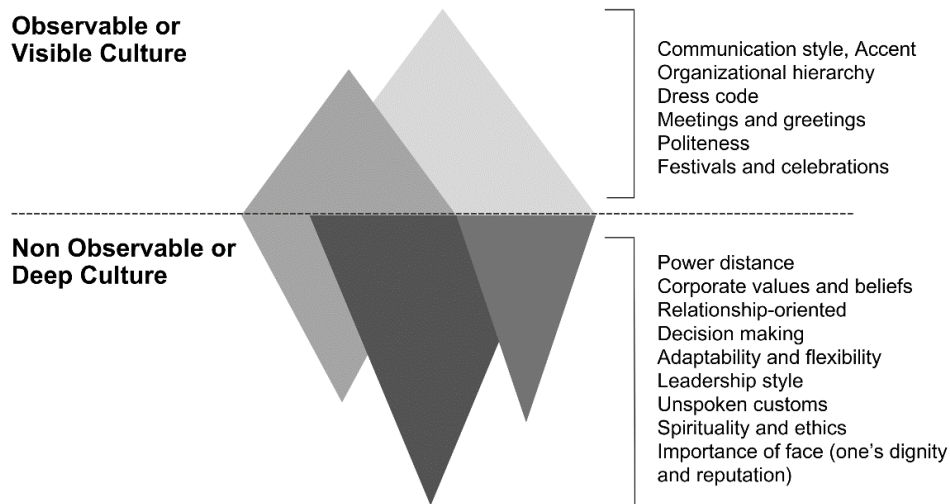 Observable or
Visible Culture
Communication style, Accent
Organizational hierarchy
Dress code
Meetings and greetings
Politeness
Festivals and celebrations
Non Observable or
Deep Culture
Power distance
Corporate values and beliefs
Relationship-oriented
Decision making
Adaptability and flexibility
Leadership style
Unspoken customs
Spirituality and ethics
Importance of face (one’s dignity
and reputation)